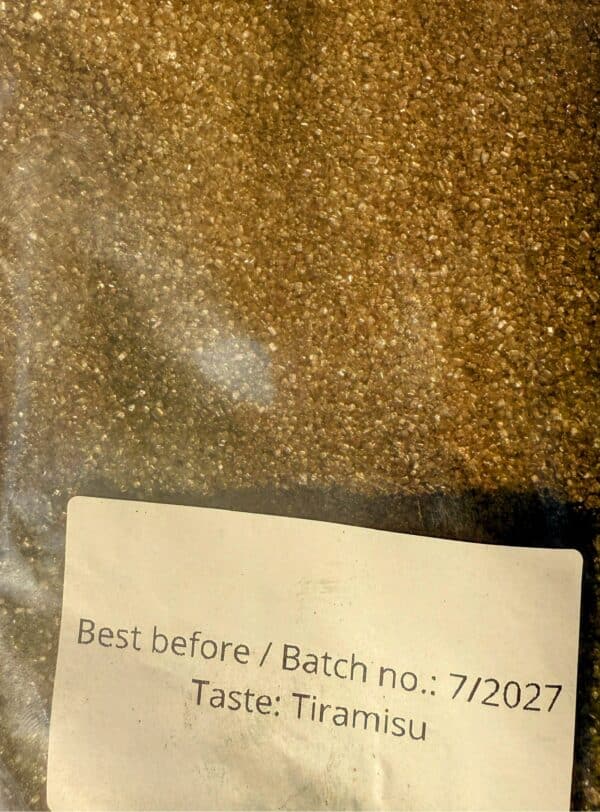 Best before / Batch no.: 7/2027
Taste: Tiramisu